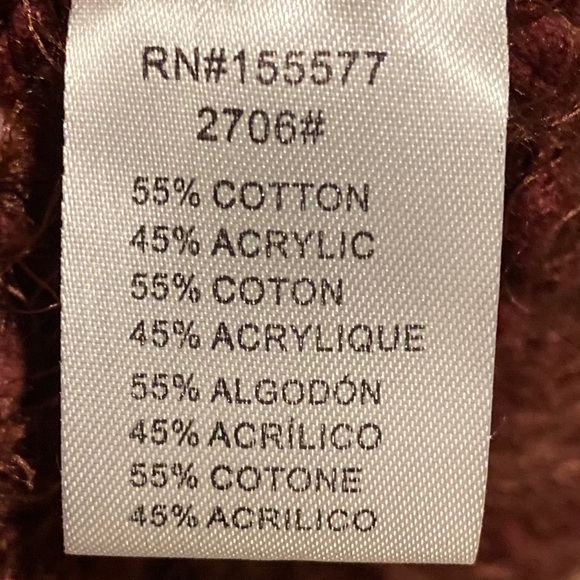 RN#155577
2706#
55% COTTON
45% ACRYLIC
55% COTON
45% ACRYLIQUE
55% ALGODÓN
45% ACRÍLICO
55% COTONE
45% ACRILICO